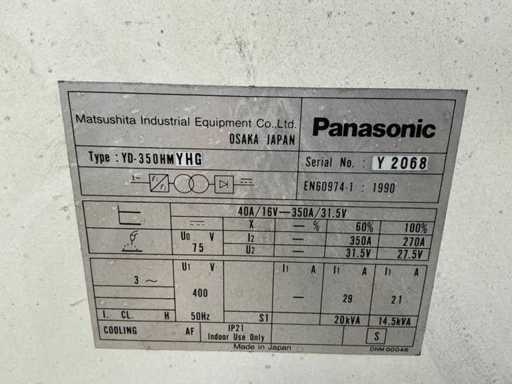 Matsushita Industrial Equipment Co.,Ltd.
OSAKA JAPAN
Panasonic
Type : YD-350HMYHG
Serial No. : Y 2068
EN60974-1 : 1990
40A/16V—350A/31.5V
X — % 60% 100%
U0 V I2 — 350A 270A
75 U2 31.5V 27.5V
U1 V I1 A I1 A I1 A
3 ~ 400 — 29 21
I. CL. H 50Hz S1 20kVA 14.5kVA
COOLING AF IP21 Indoor Use Only S
Made in Japan